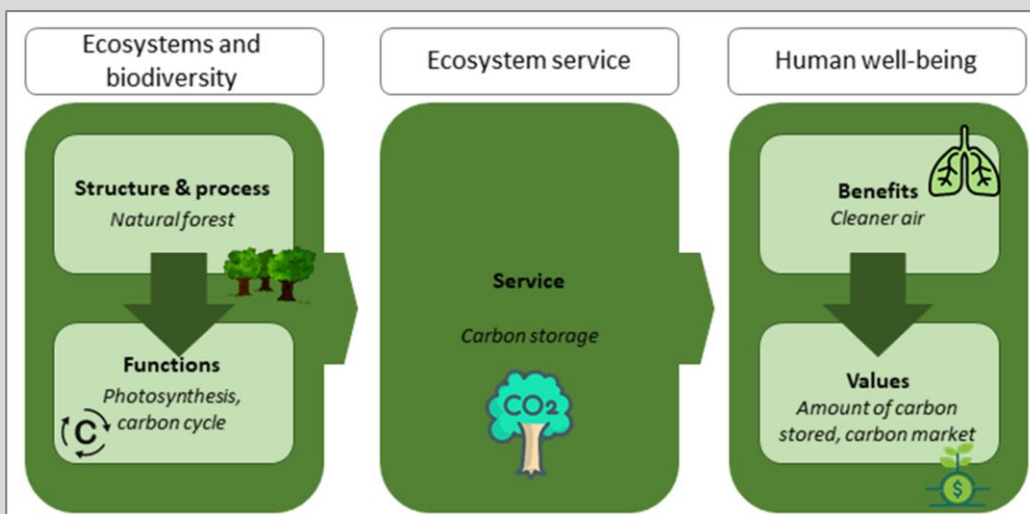 Ecosystems and
biodiversity
Structure & process
Natural forest
Functions
Photosynthesis,
carbon cycle
C
Ecosystem service
Service
Carbon storage
CO2
Human well-being
Benefits
Cleaner air
Values
Amount of carbon
stored, carbon market
$